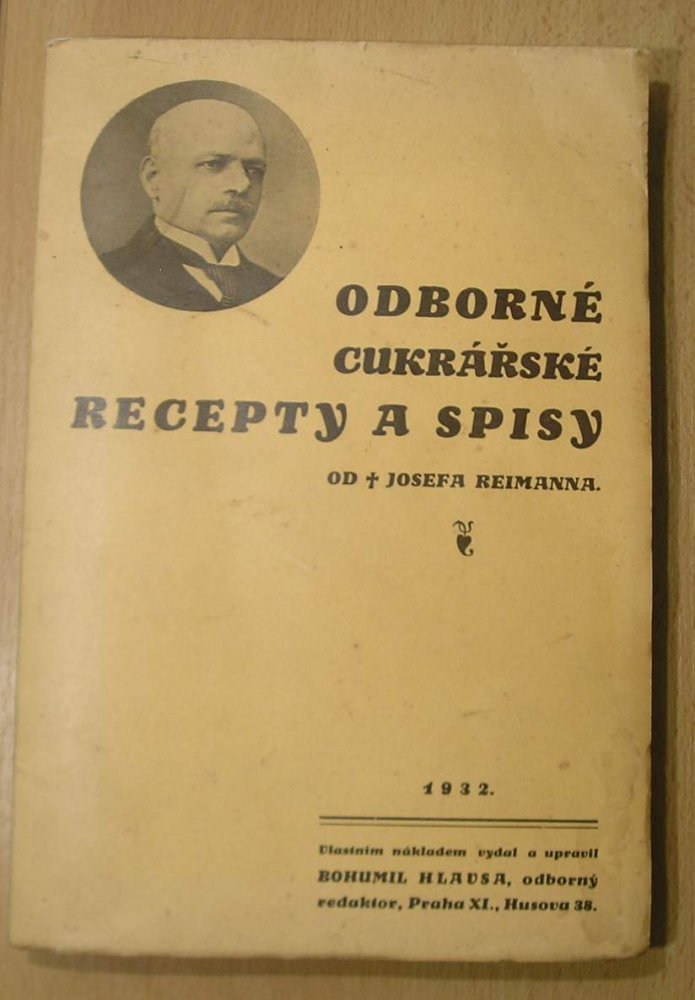 ODBORNÉ
CUKRÁŘSKÉ
RECEPTY A SPISY
OD † JOSEFA REIMANNA.
1932.
Vlastním nákladem vydal a upravil
BOHUMIL HLAVSA, odborný
redaktor, Praha XI., Husova 38.